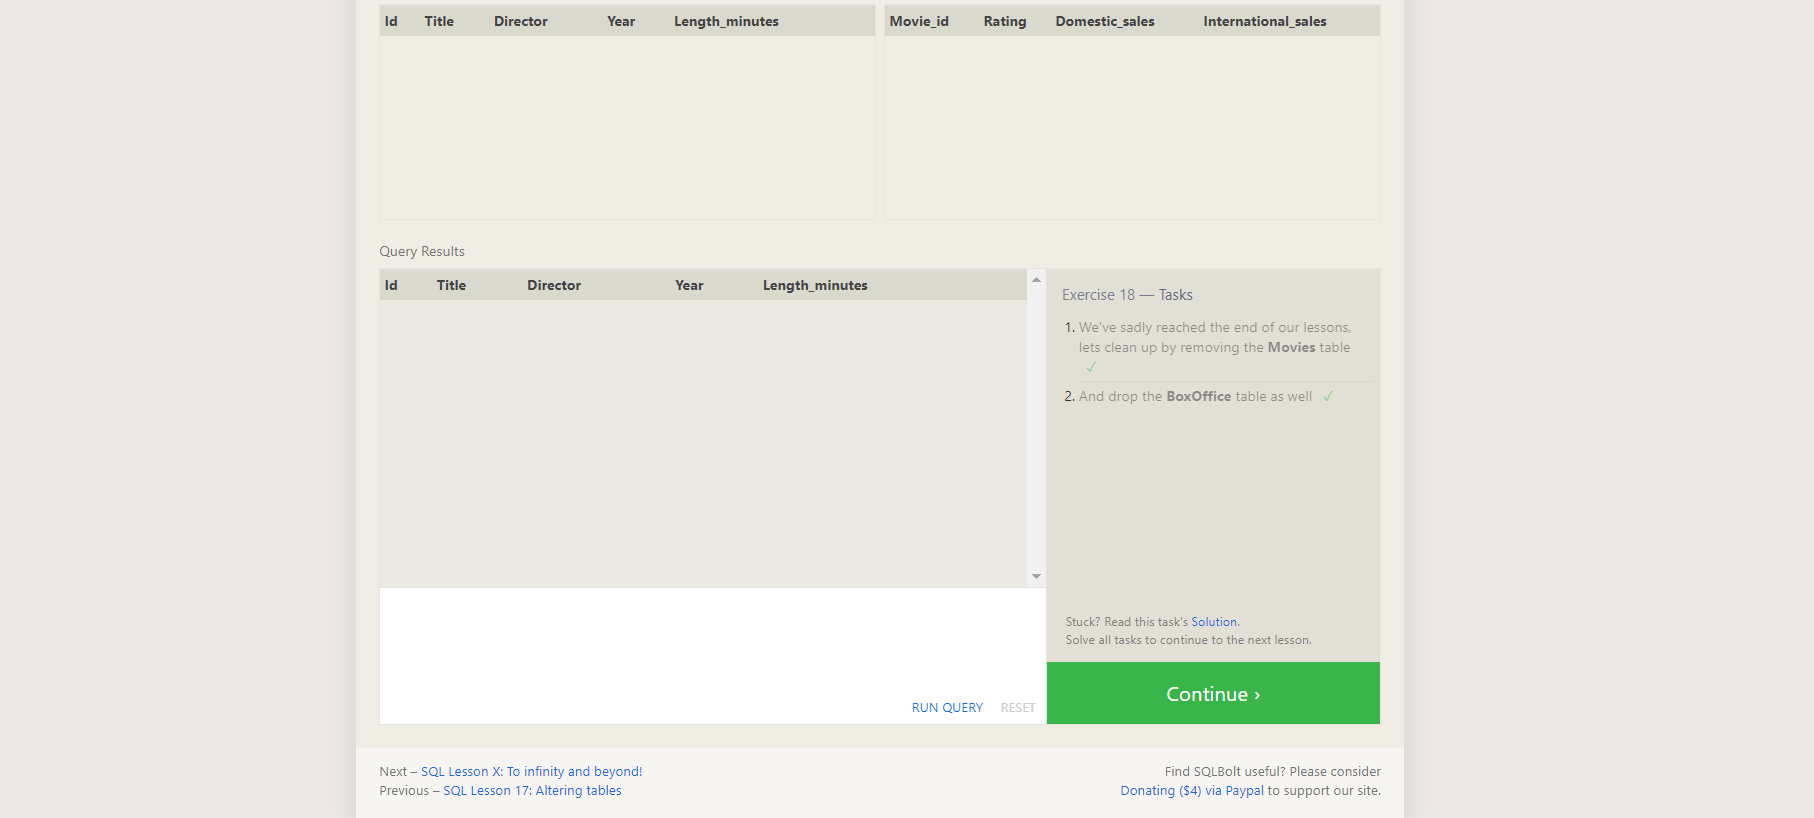 Id Title Director Year Length_minutes
Movie_id Rating Domestic_sales International_sales
Query Results
Id Title Director Year Length_minutes
Exercise 18 — Tasks
1. We've sadly reached the end of our lessons,
lets clean up by removing the Movies table
✓
2. And drop the BoxOffice table as well ✓
Stuck? Read this task's Solution.
Solve all tasks to continue to the next lesson.
RUN QUERY RESET
Continue ›
Next – SQL Lesson X: To infinity and beyond!
Previous – SQL Lesson 17: Altering tables
Find SQLBolt useful? Please consider
Donating ($4) via Paypal to support our site.